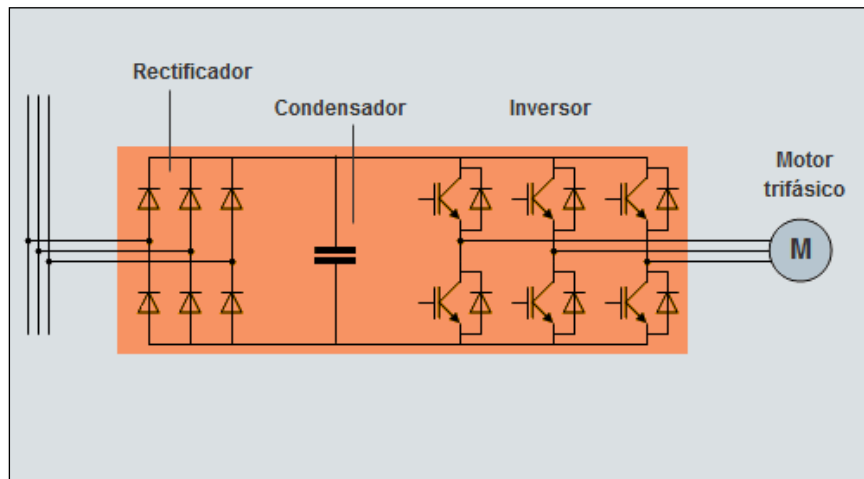 Rectificador
Condensador
Inversor
Motor
trifásico
M